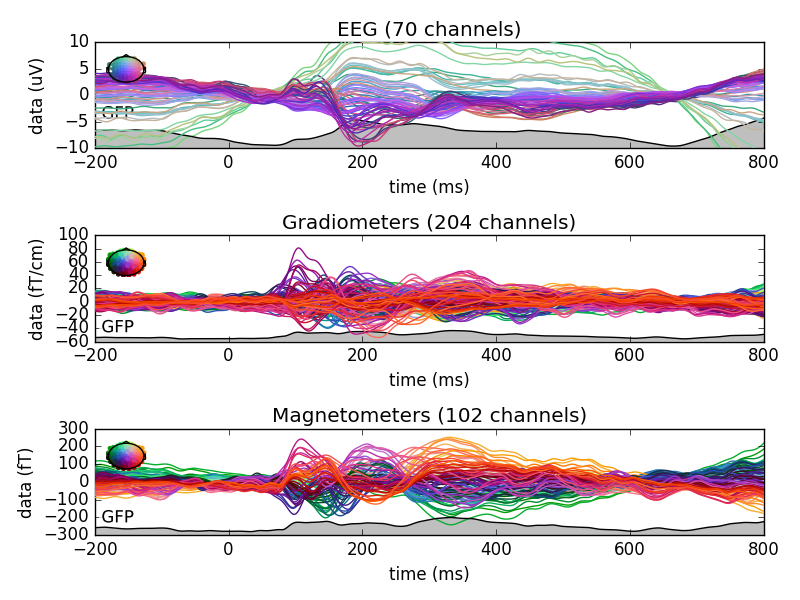 EEG (70 channels)
data (uV)
10
5
0
−5
−10
GFP
−200 0 200 400 600 800
time (ms)
Gradiometers (204 channels)
data (fT/cm)
100
80
60
40
20
0
−20
−40
−60
GFP
−200 0 200 400 600 800
time (ms)
Magnetometers (102 channels)
data (fT)
300
200
100
0
−100
−200
−300
GFP
−200 0 200 400 600 800
time (ms)